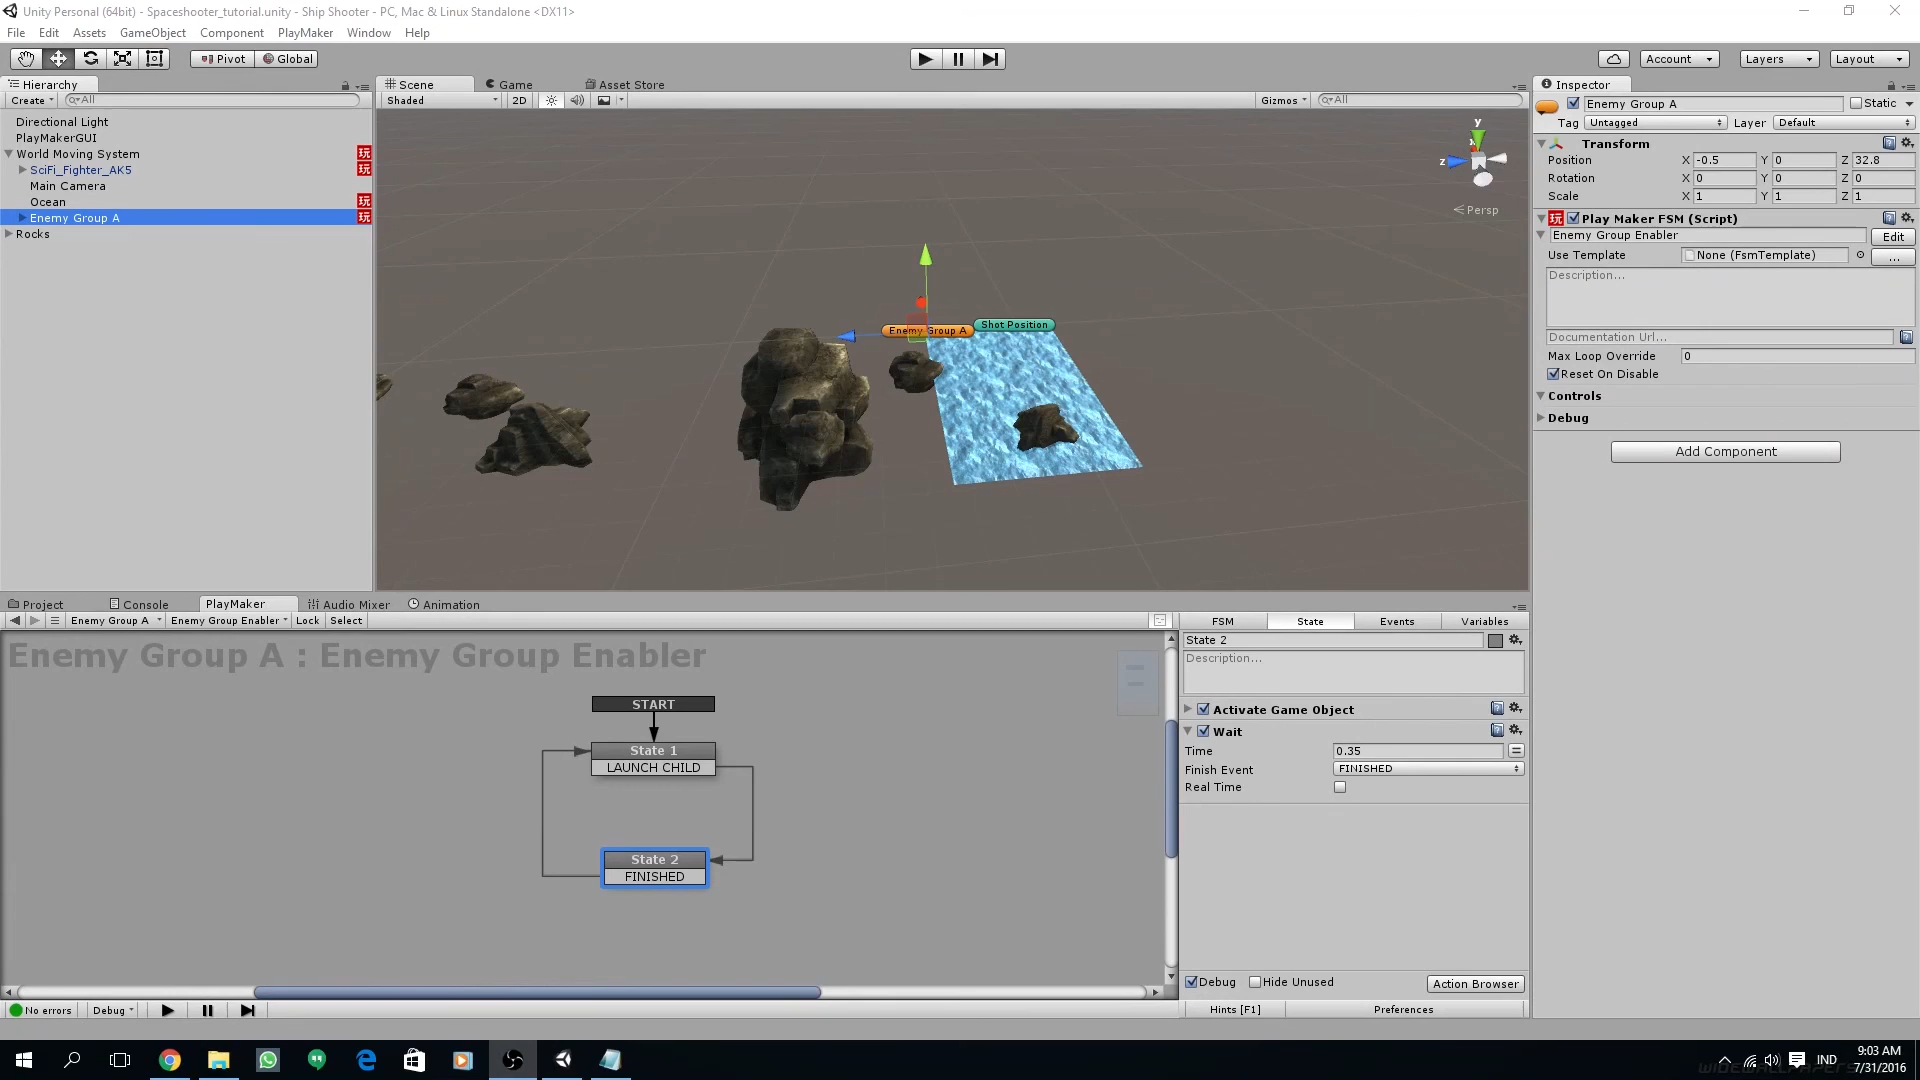 Unity Personal (64bit) - Spaceshooter_tutorial.unity - Ship Shooter - PC, Mac & Linux Standalone <DX11>
File Edit Assets GameObject Component PlayMaker Window Help
Pivot Global Account Layers Layout
Hierarchy
Create All
Directional Light
PlayMakerGUI
World Moving System 玩
SciFi_Fighter_AK5 玩
Main Camera
Ocean 玩
Enemy Group A 玩
Rocks
Scene Game Asset Store
Shaded 2D Gizmos All
y
x
z
Persp
Enemy Group A
Shot Position
Inspector
Enemy Group A Static
Tag Untagged Layer Default
Transform
Position X -0.5 Y 0 Z 32.8
Rotation X 0 Y 0 Z 0
Scale X 1 Y 1 Z 1
玩 Play Maker FSM (Script)
Enemy Group Enabler Edit
Use Template None (FsmTemplate) ...
Description...
Documentation Url...
Max Loop Override 0
Reset On Disable
Controls
Debug
Add Component
Project Console PlayMaker Audio Mixer Animation
Enemy Group A Enemy Group Enabler Lock Select
Enemy Group A : Enemy Group Enabler
START
State 1
LAUNCH CHILD
State 2
FINISHED
No errors Debug
FSM State Events Variables
State 2
Description...
Activate Game Object
Wait
Time 0.35
Finish Event FINISHED
Real Time
Debug Hide Unused Action Browser
Hints [F1] Preferences
IND
9:03 AM
7/31/2016